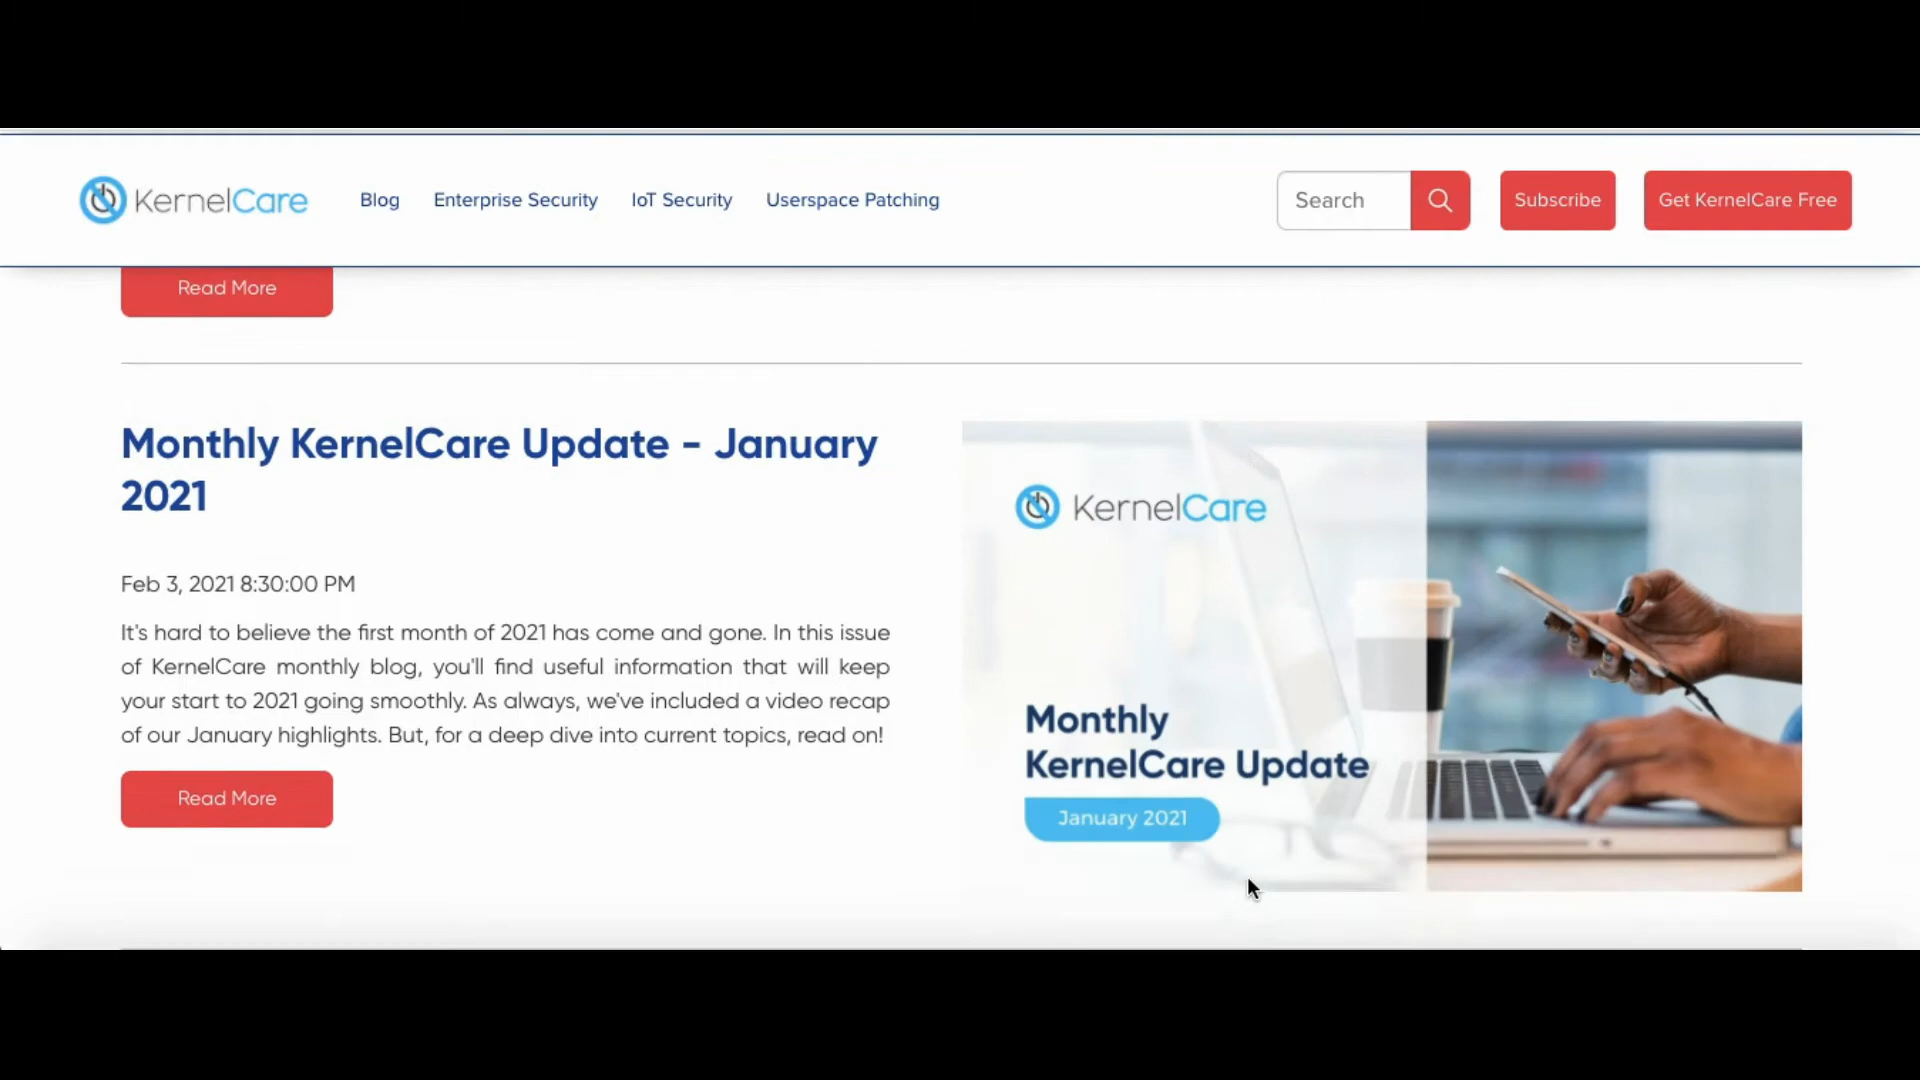 KernelCare Blog Enterprise Security IoT Security Userspace Patching Search Subscribe Get KernelCare Free
Read More
Monthly KernelCare Update - January
2021
Feb 3, 2021 8:30:00 PM
It's hard to believe the first month of 2021 has come and gone. In this issue
of KernelCare monthly blog, you'll find useful information that will keep
your start to 2021 going smoothly. As always, we've included a video recap
of our January highlights. But, for a deep dive into current topics, read on!
Read More
KernelCare
Monthly
KernelCare Update
January 2021